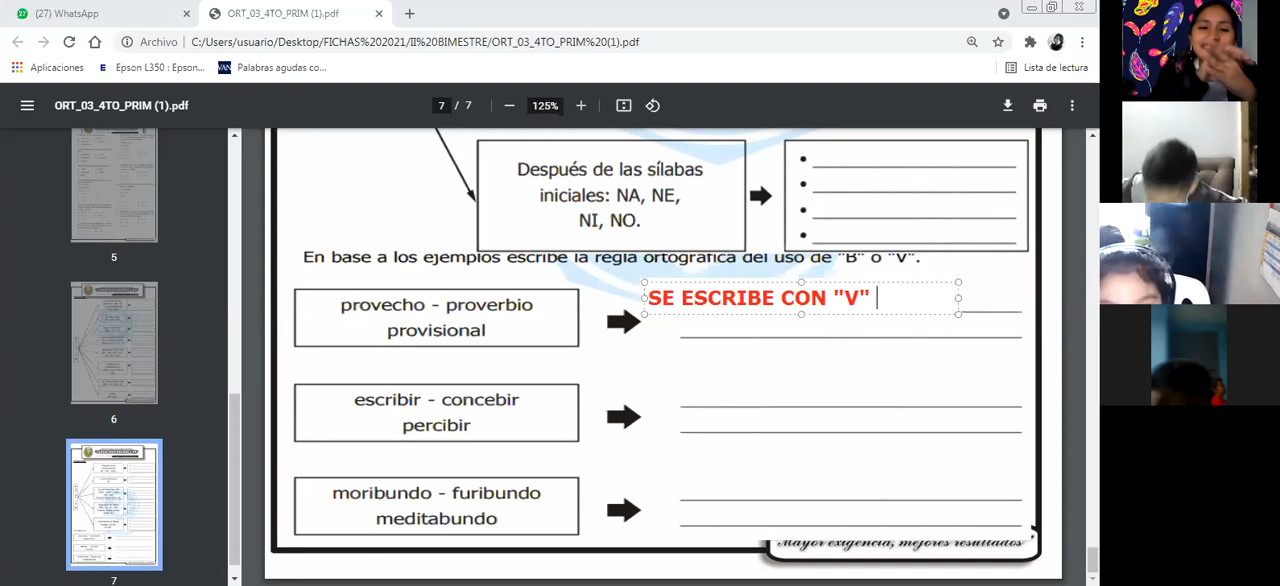 (27) WhatsApp
ORT_03_4TO_PRIM (1).pdf
Archivo
C:/Users/usuario/Desktop/FICHAS%202021/II%20BIMESTRE/ORT_03_4TO_PRIM%20(1).pdf
Aplicaciones
Epson L350 : Epson...
Palabras agudas co...
Lista de lectura
ORT_03_4TO_PRIM (1).pdf
7 / 7
125%
5
6
7
Después de las sílabas
iniciales: NA, NE,
NI, NO.
En base a los ejemplos escribe la regla ortográfica del uso de "B" o "V".
provecho - proverbio
provisional
SE ESCRIBE CON "V"
escribir - concebir
percibir
moribundo - furibundo
meditabundo
Mayor exigencia, mejores resultados